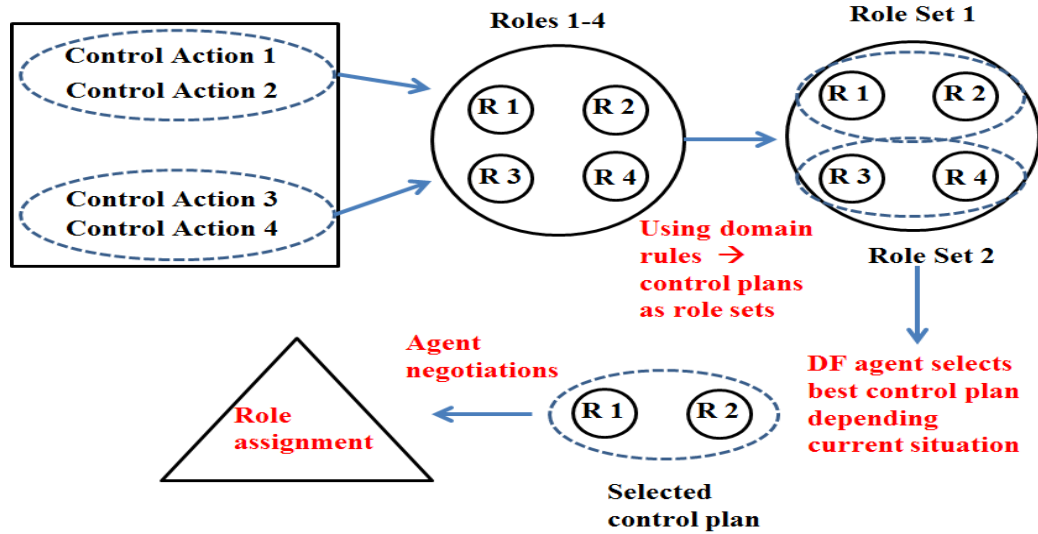 Control Action 1
Control Action 2
Control Action 3
Control Action 4
Roles 1-4
R 1
R 2
R 3
R 4
Role Set 1
R 1
R 2
R 3
R 4
Role Set 2
Using domain
rules →
control plans
as role sets
DF agent selects
best control plan
depending
current situation
R 1
R 2
Selected
control plan
Agent
negotiations
Role
assignment